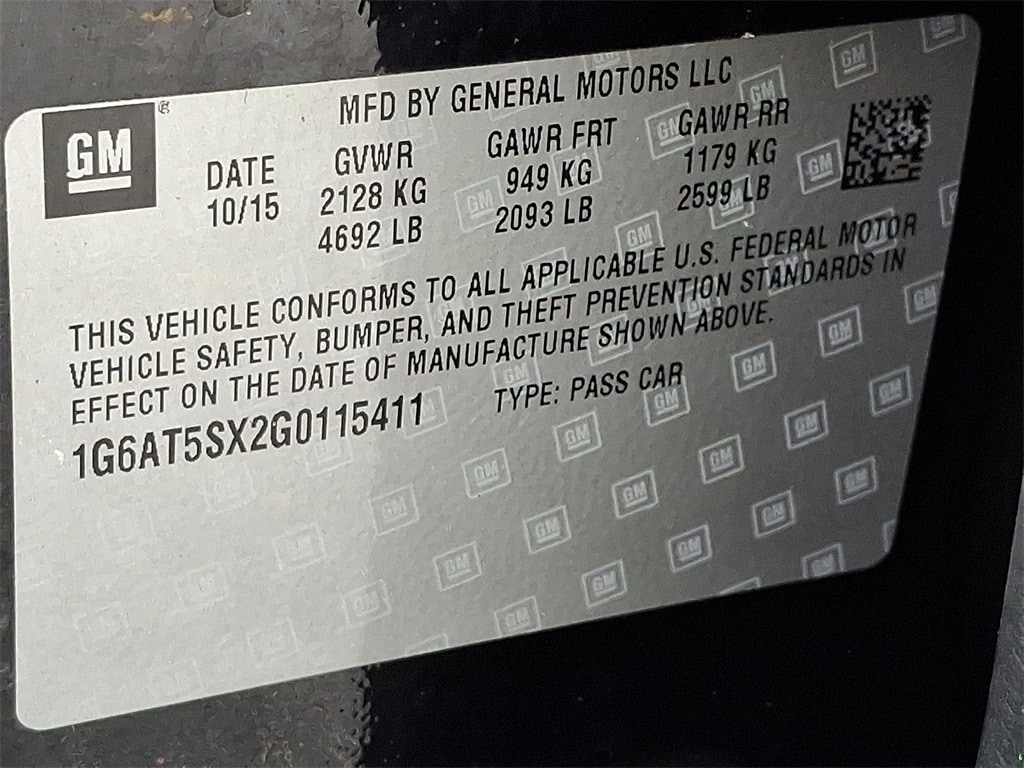 GM
MFD BY GENERAL MOTORS LLC
DATE GVWR GAWR FRT GAWR RR
10/15 2128 KG 949 KG 1179 KG
4692 LB 2093 LB 2599 LB
THIS VEHICLE CONFORMS TO ALL APPLICABLE U.S. FEDERAL MOTOR
VEHICLE SAFETY, BUMPER, AND THEFT PREVENTION STANDARDS IN
EFFECT ON THE DATE OF MANUFACTURE SHOWN ABOVE.
1G6AT5SX2G0115411 TYPE: PASS CAR